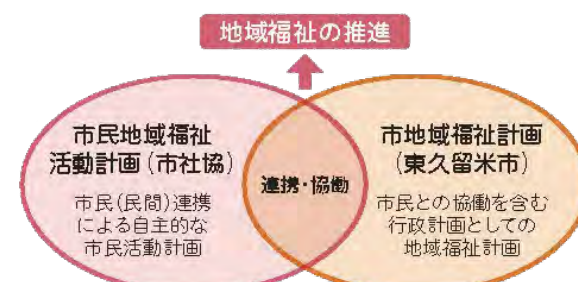 地域福祉の推進
市民地域福祉
活動計画（市社協）
市民（民間）連携
による自主的な
市民活動計画
連携・協働
市地域福祉計画
（東久留米市）
市民との協働を含む
行政計画としての
地域福祉計画